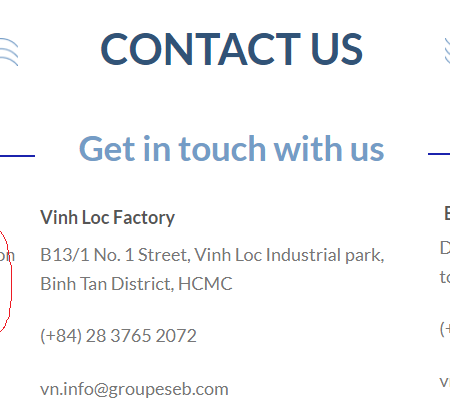 CONTACT US
Get in touch with us
Vinh Loc Factory
B13/1 No. 1 Street, Vinh Loc Industrial park,
Binh Tan District, HCMC
(+84) 28 3765 2072
vn.info@groupeseb.com